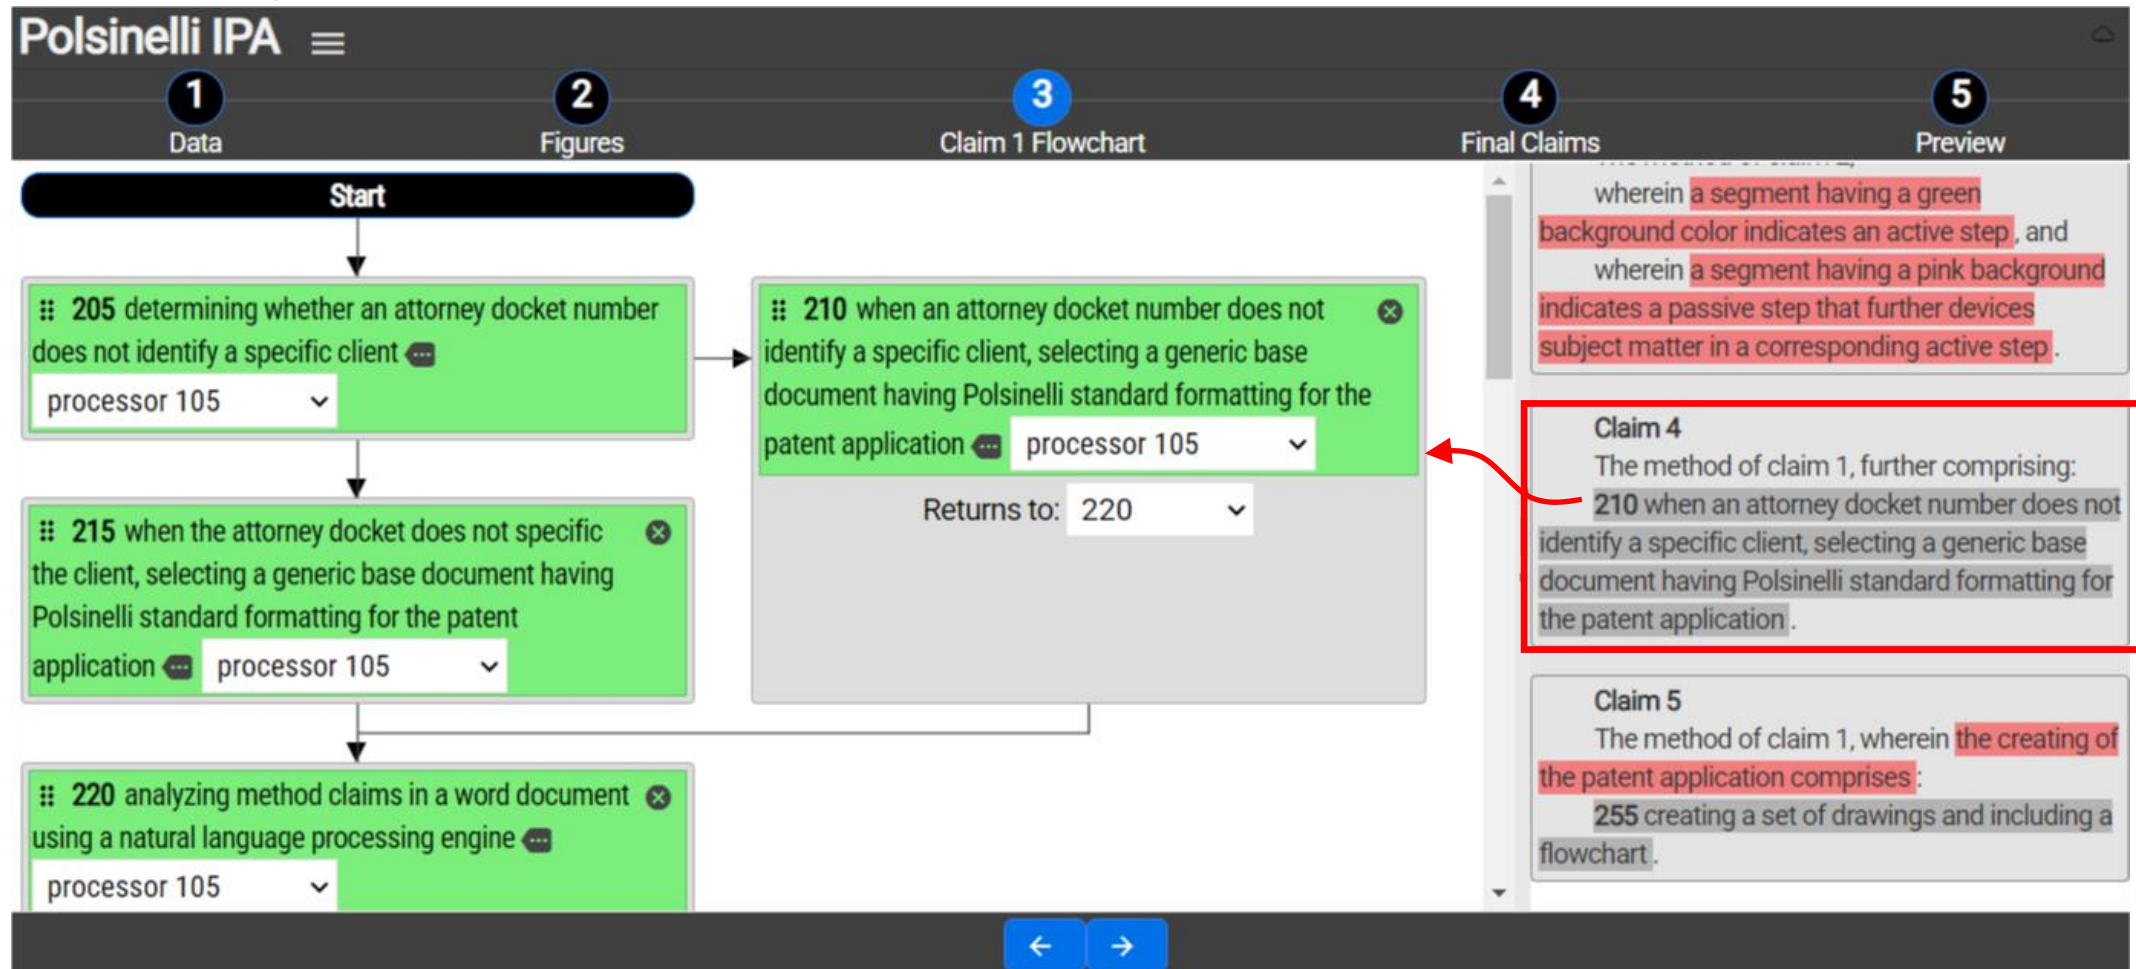 Polsinelli IPA
1
2
3
4
5
Data
Figures
Claim 1 Flowchart
Final Claims
Preview
Start
205 determining whether an attorney docket number
does not identify a specific client
processor 105
210 when an attorney docket number does not
identify a specific client, selecting a generic base
document having Polsinelli standard formatting for the
patent application
processor 105
Returns to: 220
215 when the attorney docket does not specific
the client, selecting a generic base document having
Polsinelli standard formatting for the patent
application
processor 105
220 analyzing method claims in a word document
using a natural language processing engine
processor 105
wherein a segment having a green
background color indicates an active step , and
wherein a segment having a pink background
indicates a passive step that further devices
subject matter in a corresponding active step .
Claim 4
The method of claim 1, further comprising:
210 when an attorney docket number does not
identify a specific client, selecting a generic base
document having Polsinelli standard formatting for
the patent application .
Claim 5
The method of claim 1, wherein the creating of
the patent application comprises :
255 creating a set of drawings and including a
flowchart .